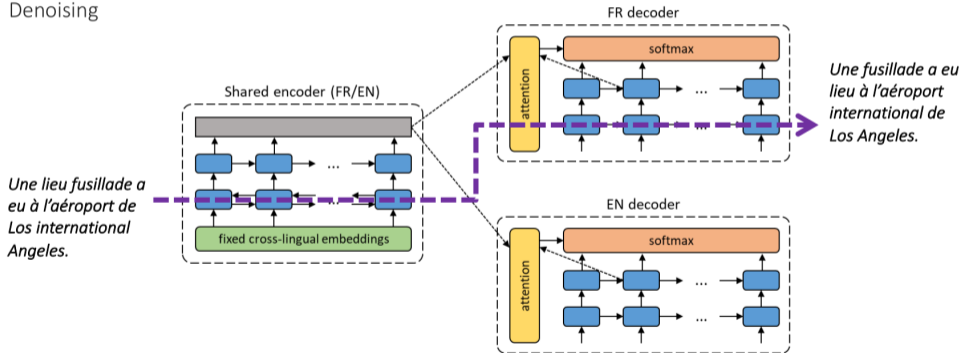 Denoising
Shared encoder (FR/EN)
fixed cross-lingual embeddings
...
...
Une lieu fusillade a
eu à l'aéroport de
Los international
Angeles.
FR decoder
attention
softmax
...
...
Une fusillade a eu
lieu à l'aéroport
international de
Los Angeles.
EN decoder
attention
softmax
...
...